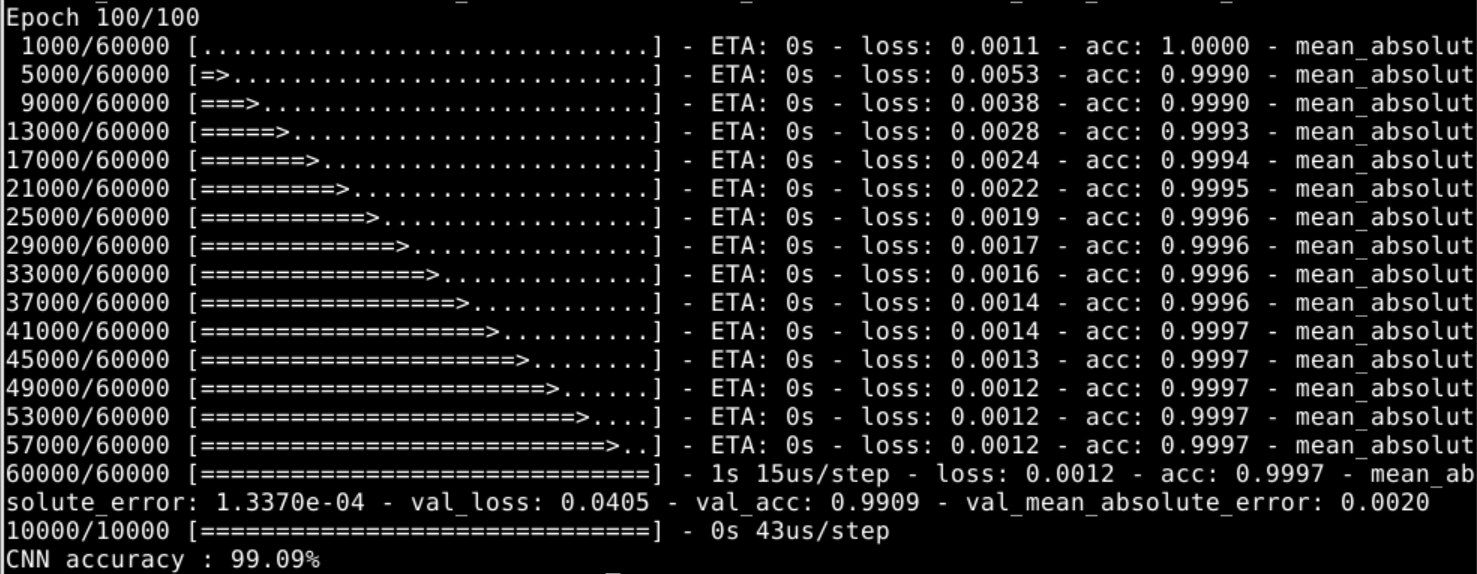 Epoch 100/100
 1000/60000 [..............................] - ETA: 0s - loss: 0.0011 - acc: 1.0000 - mean_absolut
 5000/60000 [=>............................] - ETA: 0s - loss: 0.0053 - acc: 0.9990 - mean_absolut
 9000/60000 [===>..........................] - ETA: 0s - loss: 0.0038 - acc: 0.9990 - mean_absolut
13000/60000 [=====>........................] - ETA: 0s - loss: 0.0028 - acc: 0.9993 - mean_absolut
17000/60000 [=======>......................] - ETA: 0s - loss: 0.0024 - acc: 0.9994 - mean_absolut
21000/60000 [=========>....................] - ETA: 0s - loss: 0.0022 - acc: 0.9995 - mean_absolut
25000/60000 [===========>..................] - ETA: 0s - loss: 0.0019 - acc: 0.9996 - mean_absolut
29000/60000 [=============>................] - ETA: 0s - loss: 0.0017 - acc: 0.9996 - mean_absolut
33000/60000 [===============>..............] - ETA: 0s - loss: 0.0016 - acc: 0.9996 - mean_absolut
37000/60000 [=================>............] - ETA: 0s - loss: 0.0014 - acc: 0.9996 - mean_absolut
41000/60000 [===================>..........] - ETA: 0s - loss: 0.0014 - acc: 0.9997 - mean_absolut
45000/60000 [=====================>........] - ETA: 0s - loss: 0.0013 - acc: 0.9997 - mean_absolut
49000/60000 [=======================>......] - ETA: 0s - loss: 0.0012 - acc: 0.9997 - mean_absolut
53000/60000 [=========================>....] - ETA: 0s - loss: 0.0012 - acc: 0.9997 - mean_absolut
57000/60000 [===========================>..] - ETA: 0s - loss: 0.0012 - acc: 0.9997 - mean_absolut
60000/60000 [==============================] - 1s 15us/step - loss: 0.0012 - acc: 0.9997 - mean_ab
solute_error: 1.3370e-04 - val_loss: 0.0405 - val_acc: 0.9909 - val_mean_absolute_error: 0.0020
10000/10000 [==============================] - 0s 43us/step
CNN accuracy : 99.09%